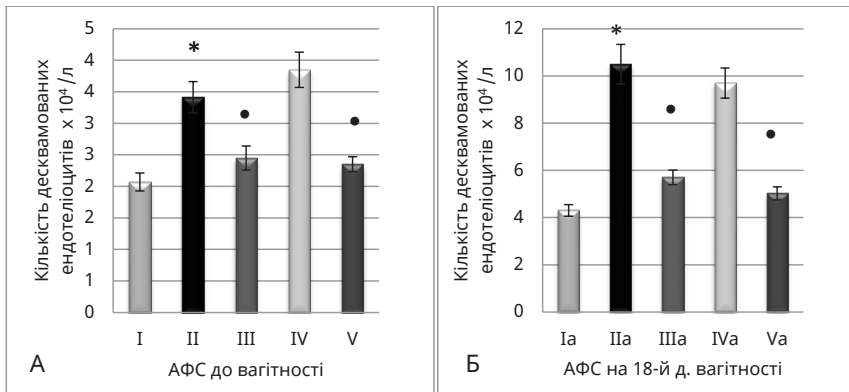 Кількість десквамованих
ендотеліоцитів х 10⁴ /л
5
4
4
3
3
2
2
1
1
0
*
•
•
I II III IV V
А
АФС до вагітності
Кількість десквамованих
ендотеліоцитів х 10⁴ /л
12
10
8
6
4
2
0
*
•
•
Ia IIa IIIa IVa Va
Б
АФС на 18-й д. вагітності